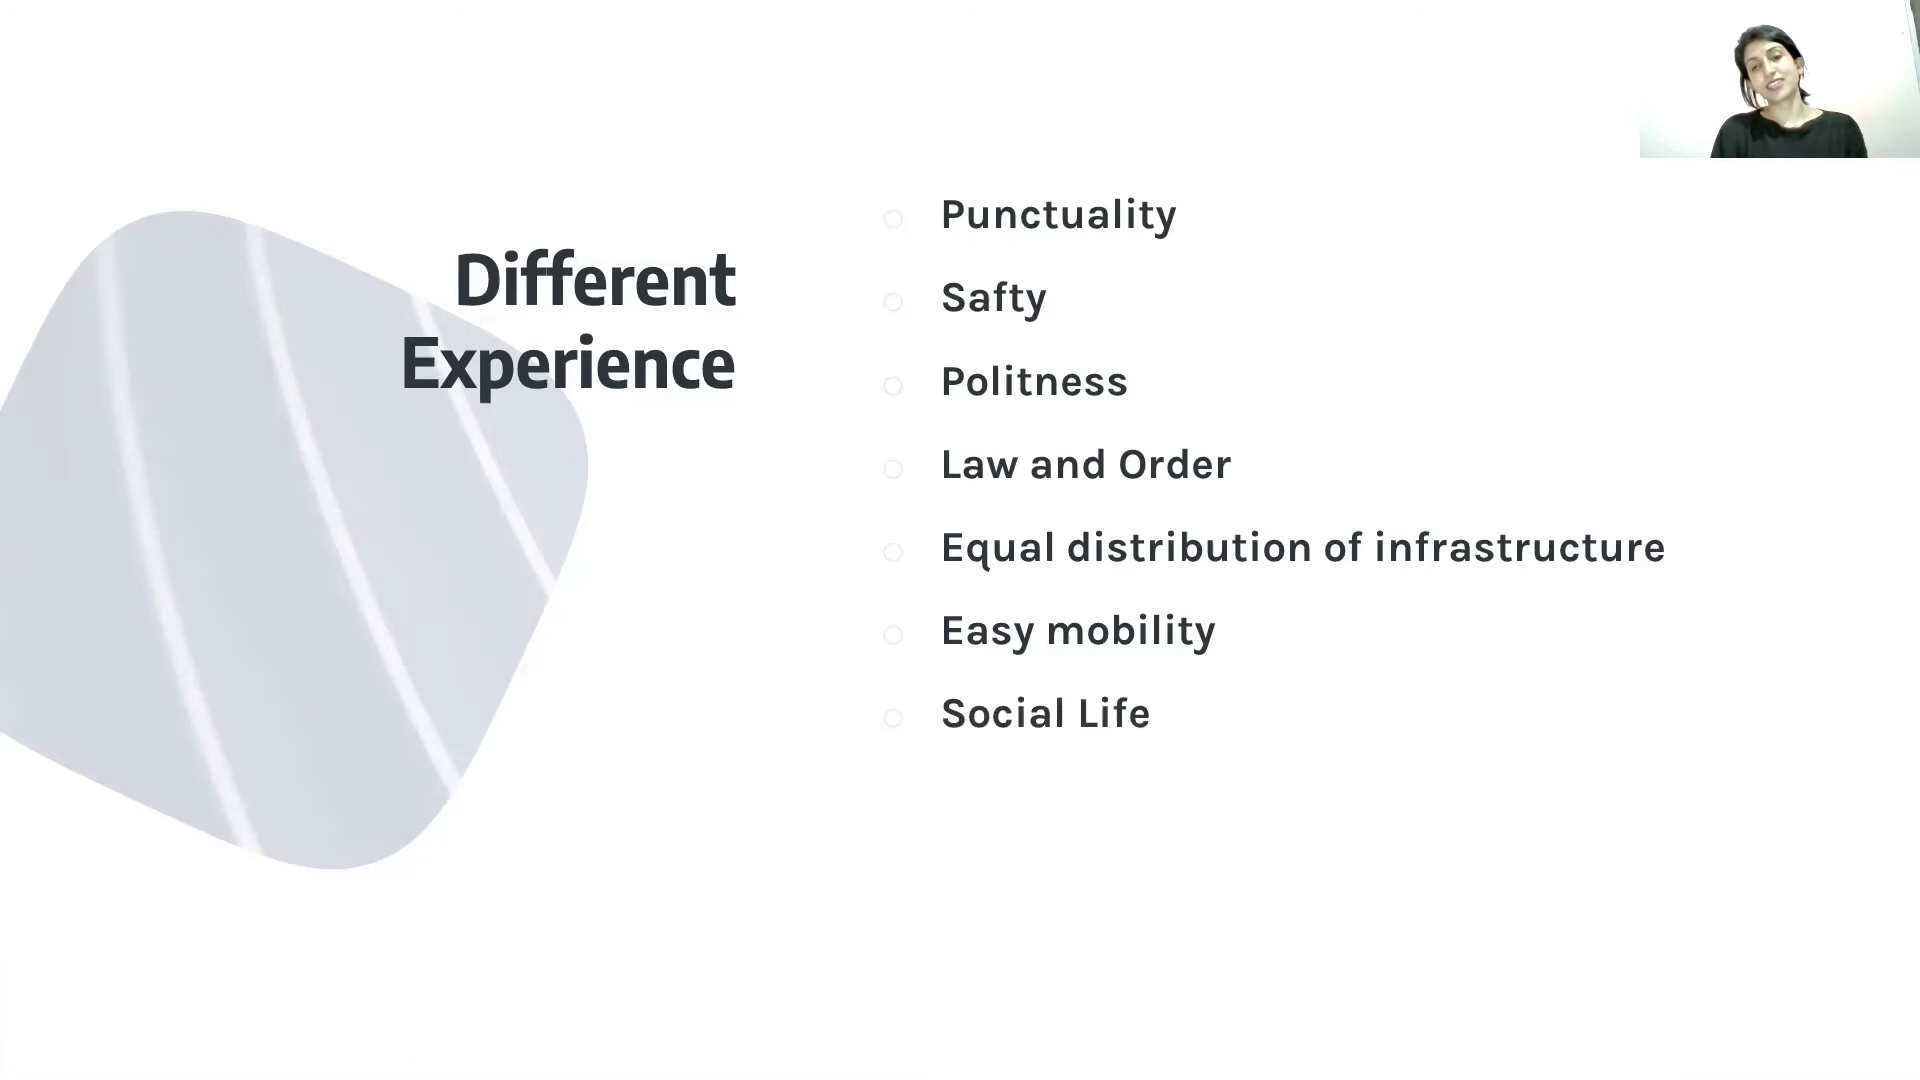 Different
Experience
Punctuality
Safty
Politness
Law and Order
Equal distribution of infrastructure
Easy mobility
Social Life